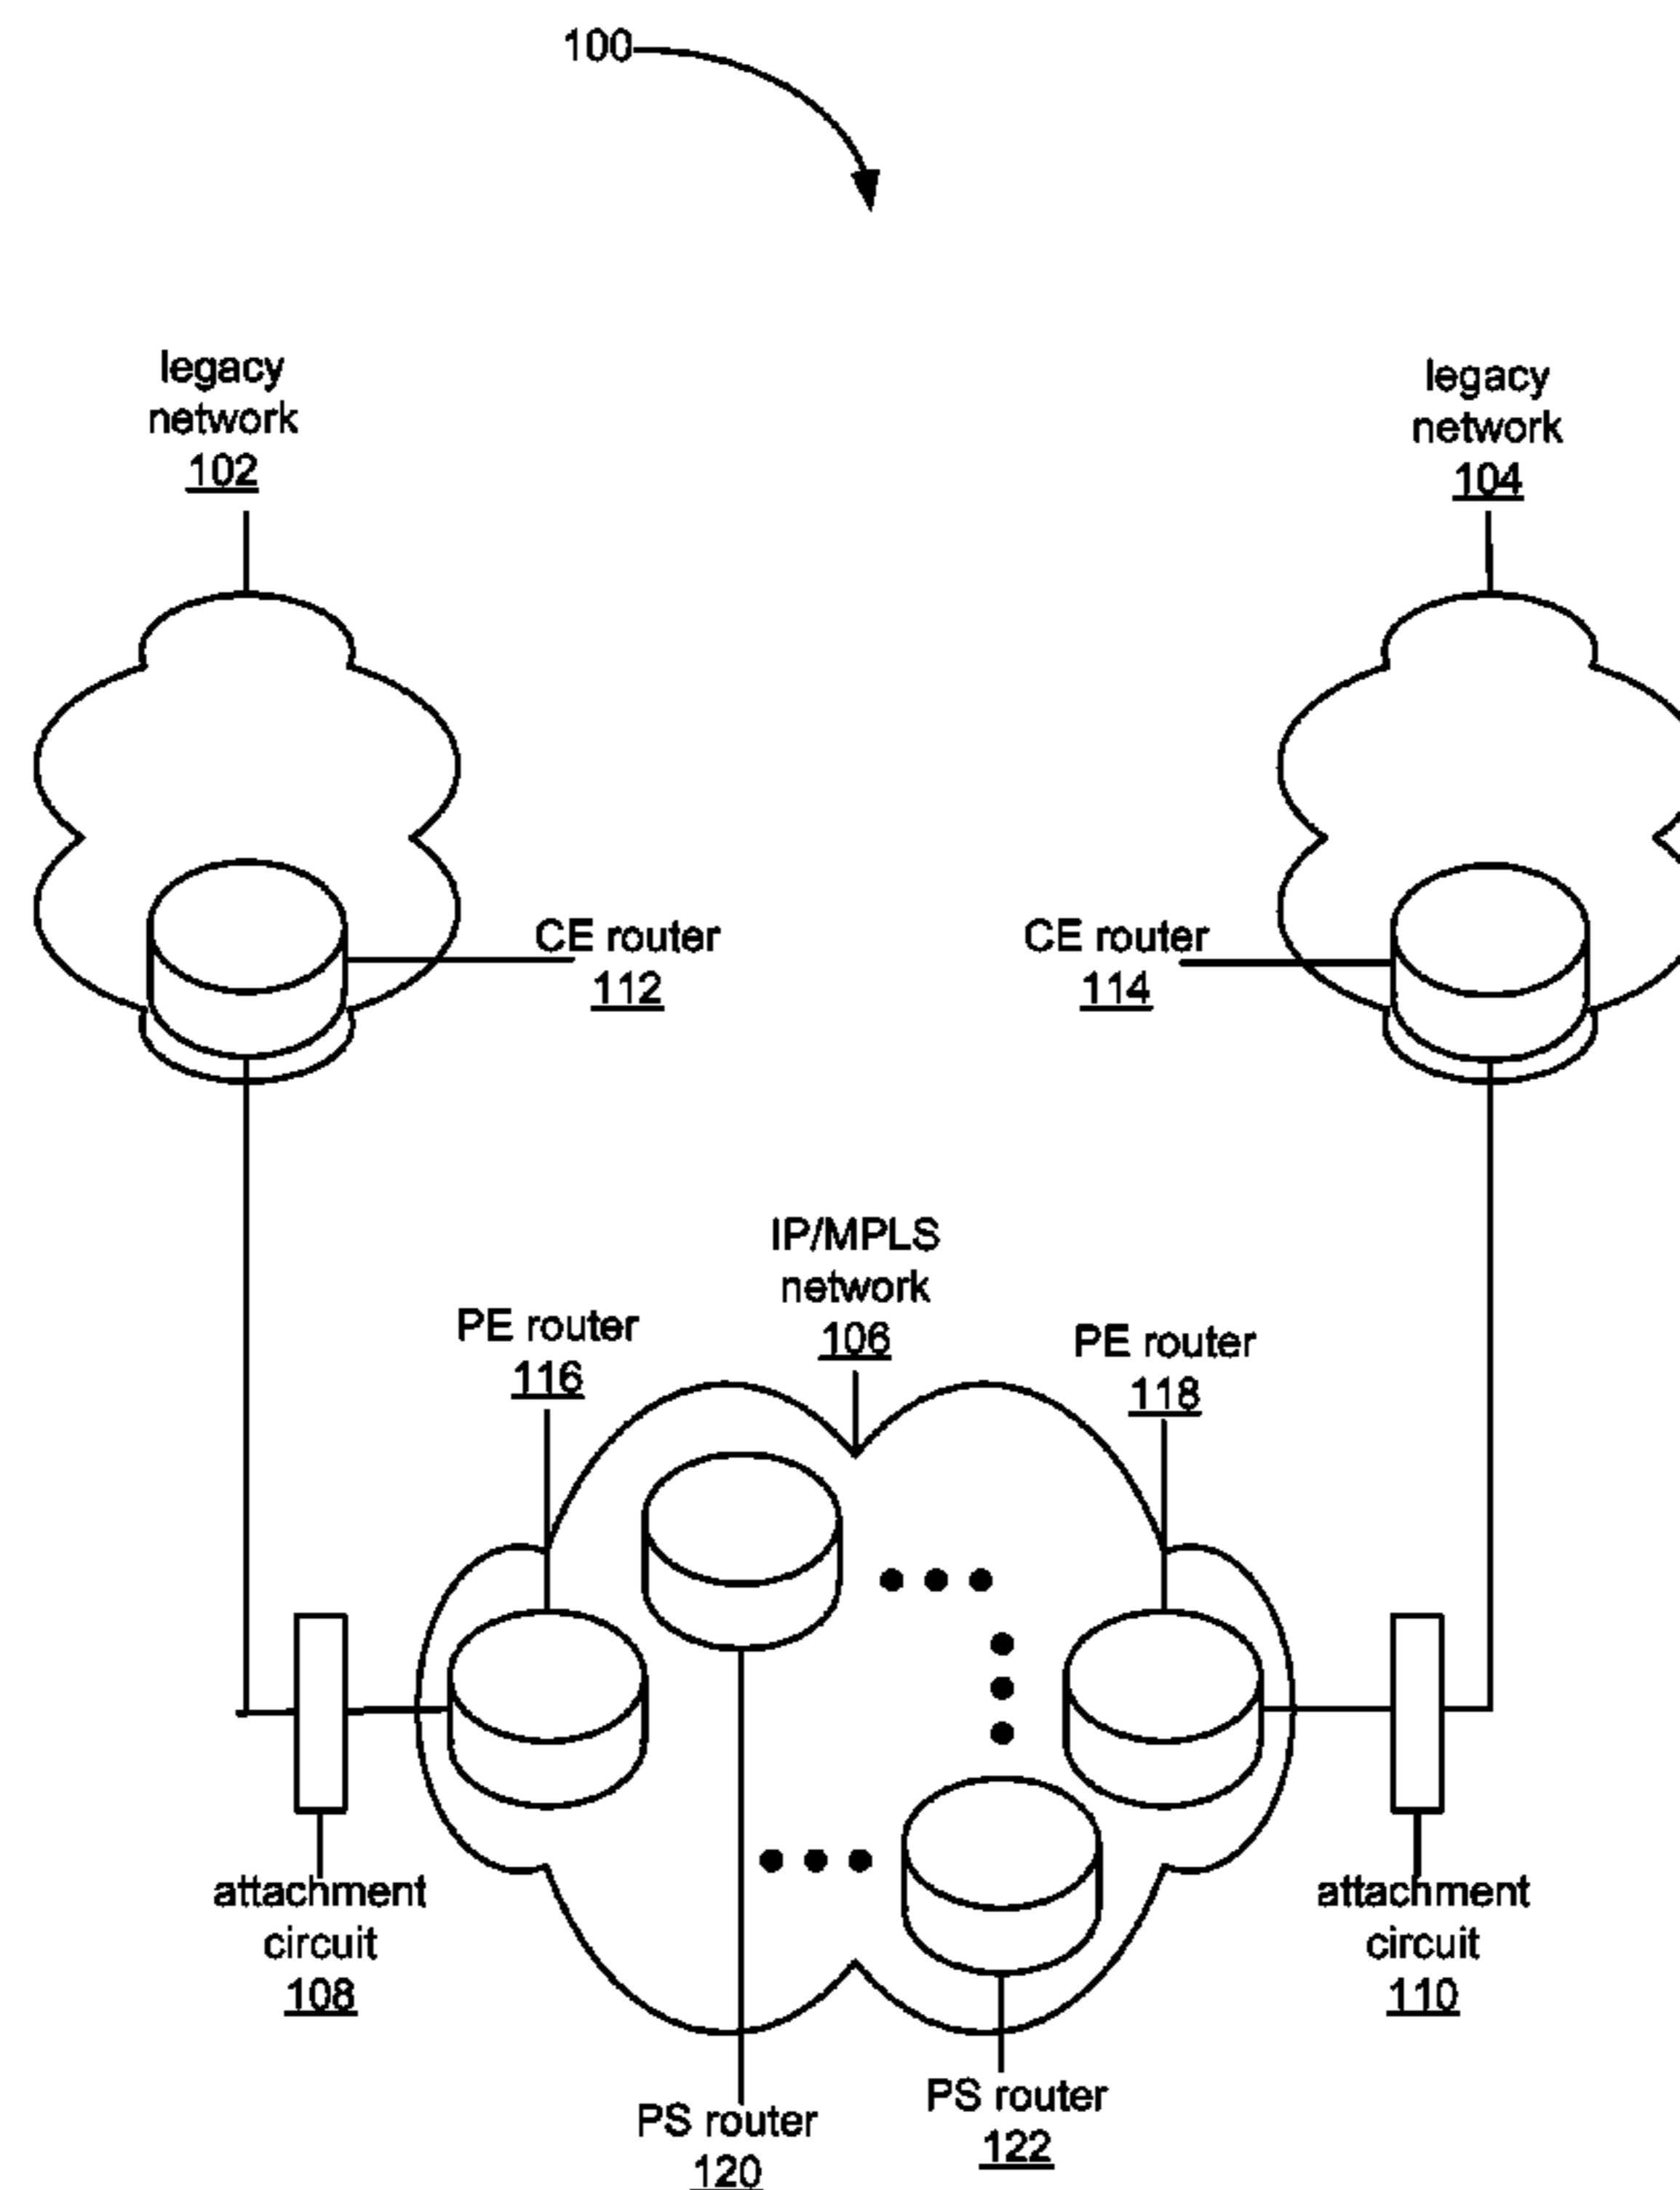 100
legacy
network
102
legacy
network
104
CE router
112
CE router
114
IP/MPLS
network
106
PE router
116
PE router
118
attachment
circuit
108
attachment
circuit
110
PS router
120
PS router
122